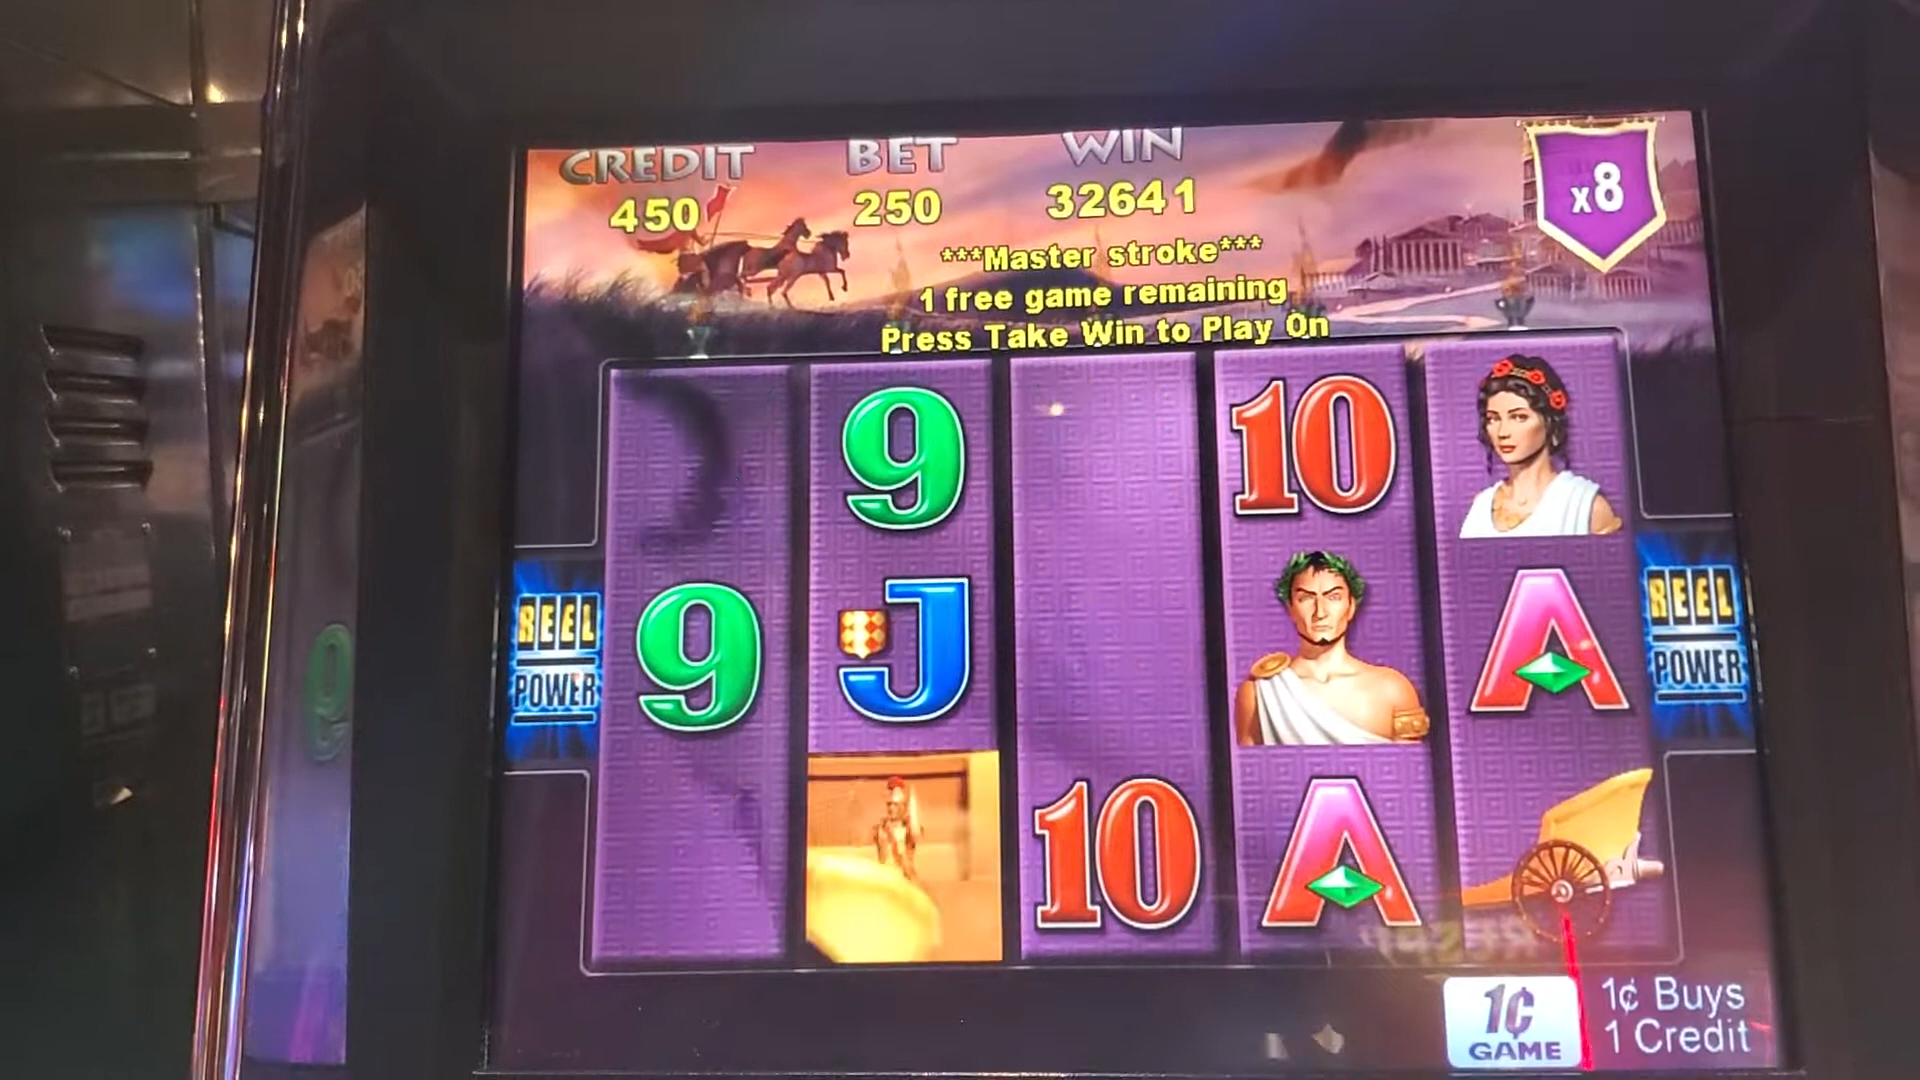 CREDIT BET WIN
450 250 32641
x8
***Master stroke***
1 free game remaining
Press Take Win to Play On
9 10
REEL POWER
9 J A
REEL POWER
10 A
1¢ GAME
1¢ Buys
1 Credit
9